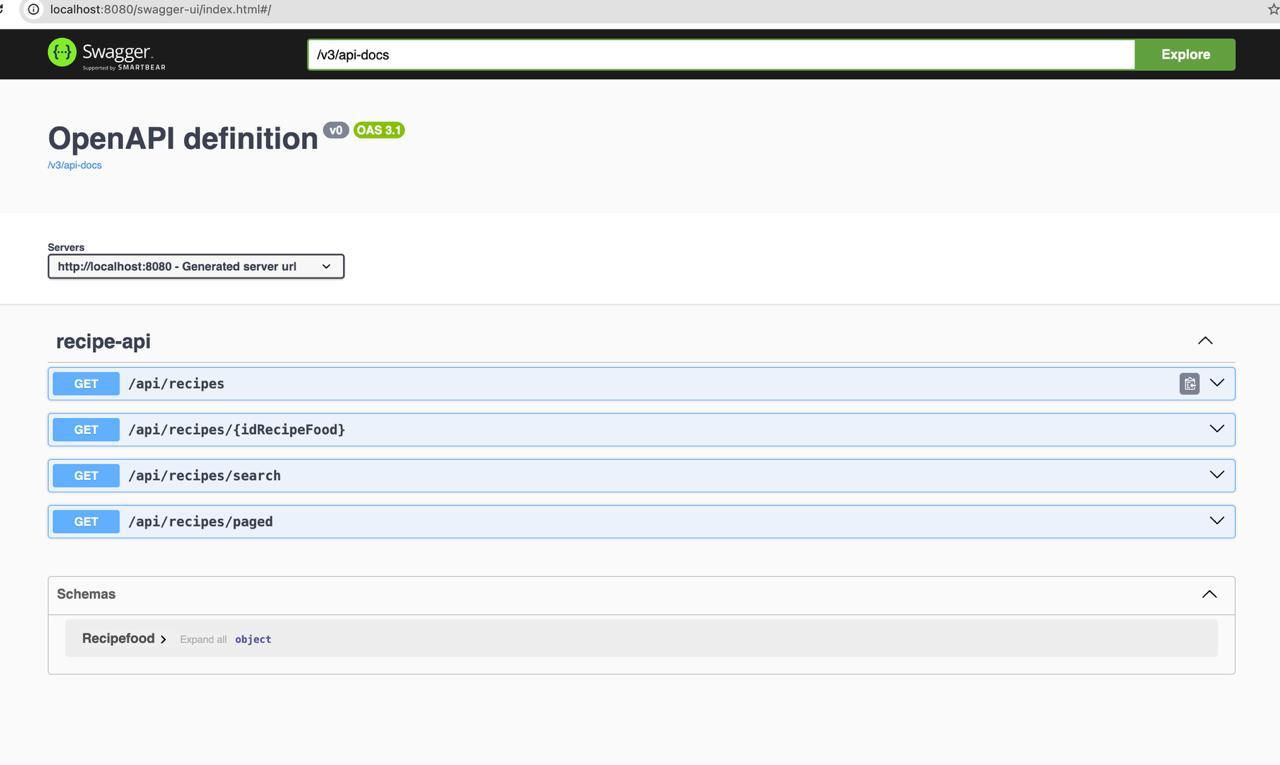 localhost:8080/swagger-ui/index.html#/
Swagger.
Supported by SMARTBEAR
/v3/api-docs
Explore
OpenAPI definition v0 OAS 3.1
/v3/api-docs
Servers
http://localhost:8080 - Generated server url
recipe-api
GET /api/recipes
GET /api/recipes/{idRecipeFood}
GET /api/recipes/search
GET /api/recipes/paged
Schemas
Recipefood Expand all object